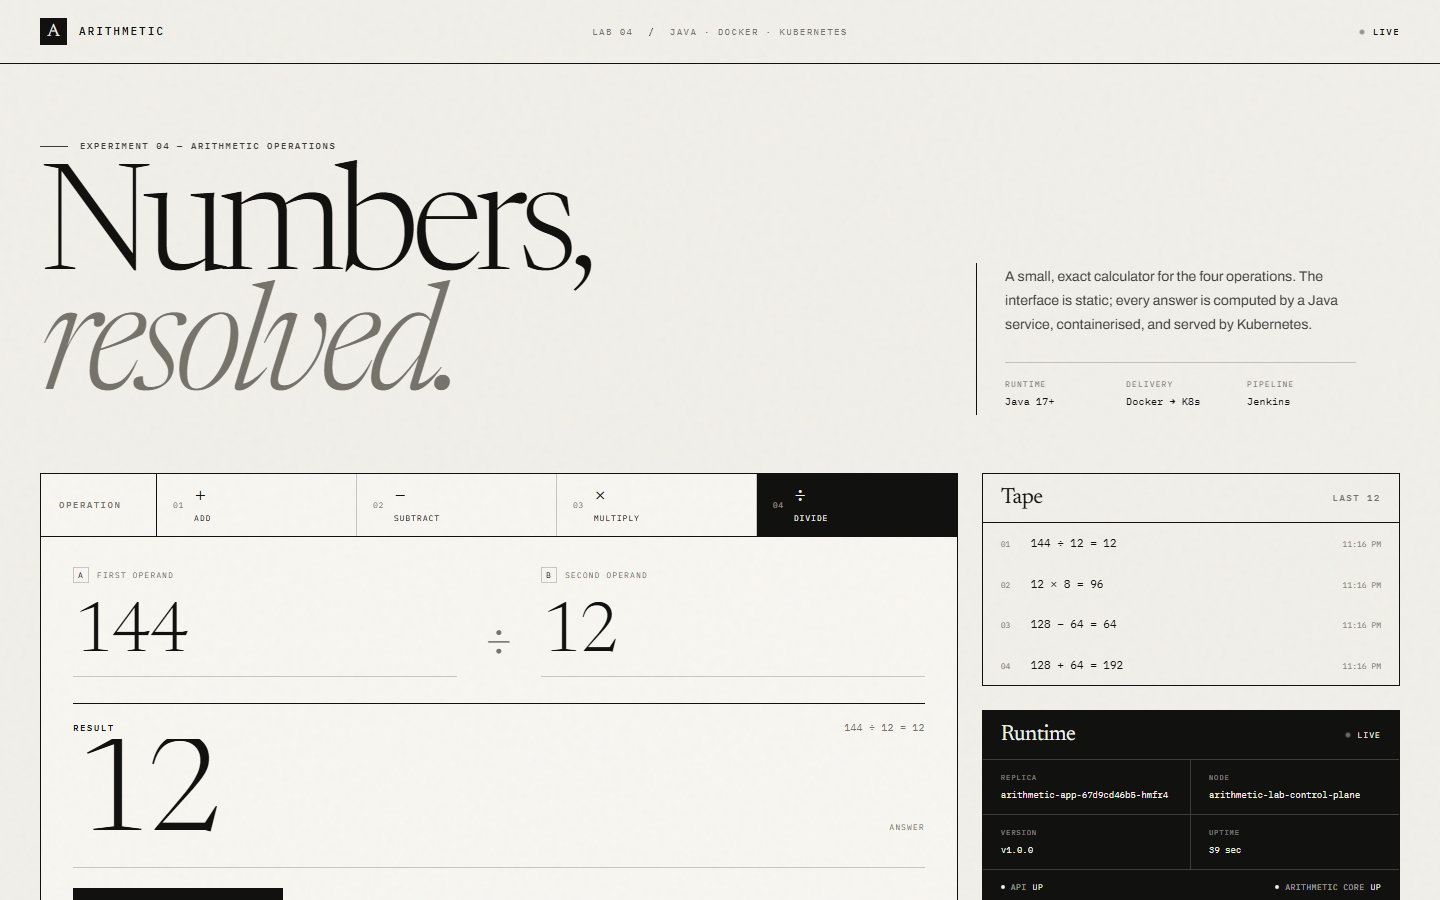 A ARITHMETIC
LAB 04 / JAVA · DOCKER · KUBERNETES
LIVE
EXPERIMENT 04 — ARITHMETIC OPERATIONS
Numbers,
resolved.
A small, exact calculator for the four operations. The
interface is static; every answer is computed by a Java
service, containerised, and served by Kubernetes.
RUNTIME
Java 17+
DELIVERY
Docker → K8s
PIPELINE
Jenkins
OPERATION
01 + ADD
02 − SUBTRACT
03 × MULTIPLY
04 ÷ DIVIDE
A FIRST OPERAND
144
÷
B SECOND OPERAND
12
RESULT
144 ÷ 12 = 12
12
ANSWER
Tape
LAST 12
01 144 ÷ 12 = 12 11:16 PM
02 12 × 8 = 96 11:16 PM
03 128 − 64 = 64 11:16 PM
04 128 + 64 = 192 11:16 PM
Runtime
LIVE
REPLICA
arithmetic-app-67d9cd46b5-hmfr4
NODE
arithmetic-lab-control-plane
VERSION
v1.0.0
UPTIME
39 sec
API UP
ARITHMETIC CORE UP